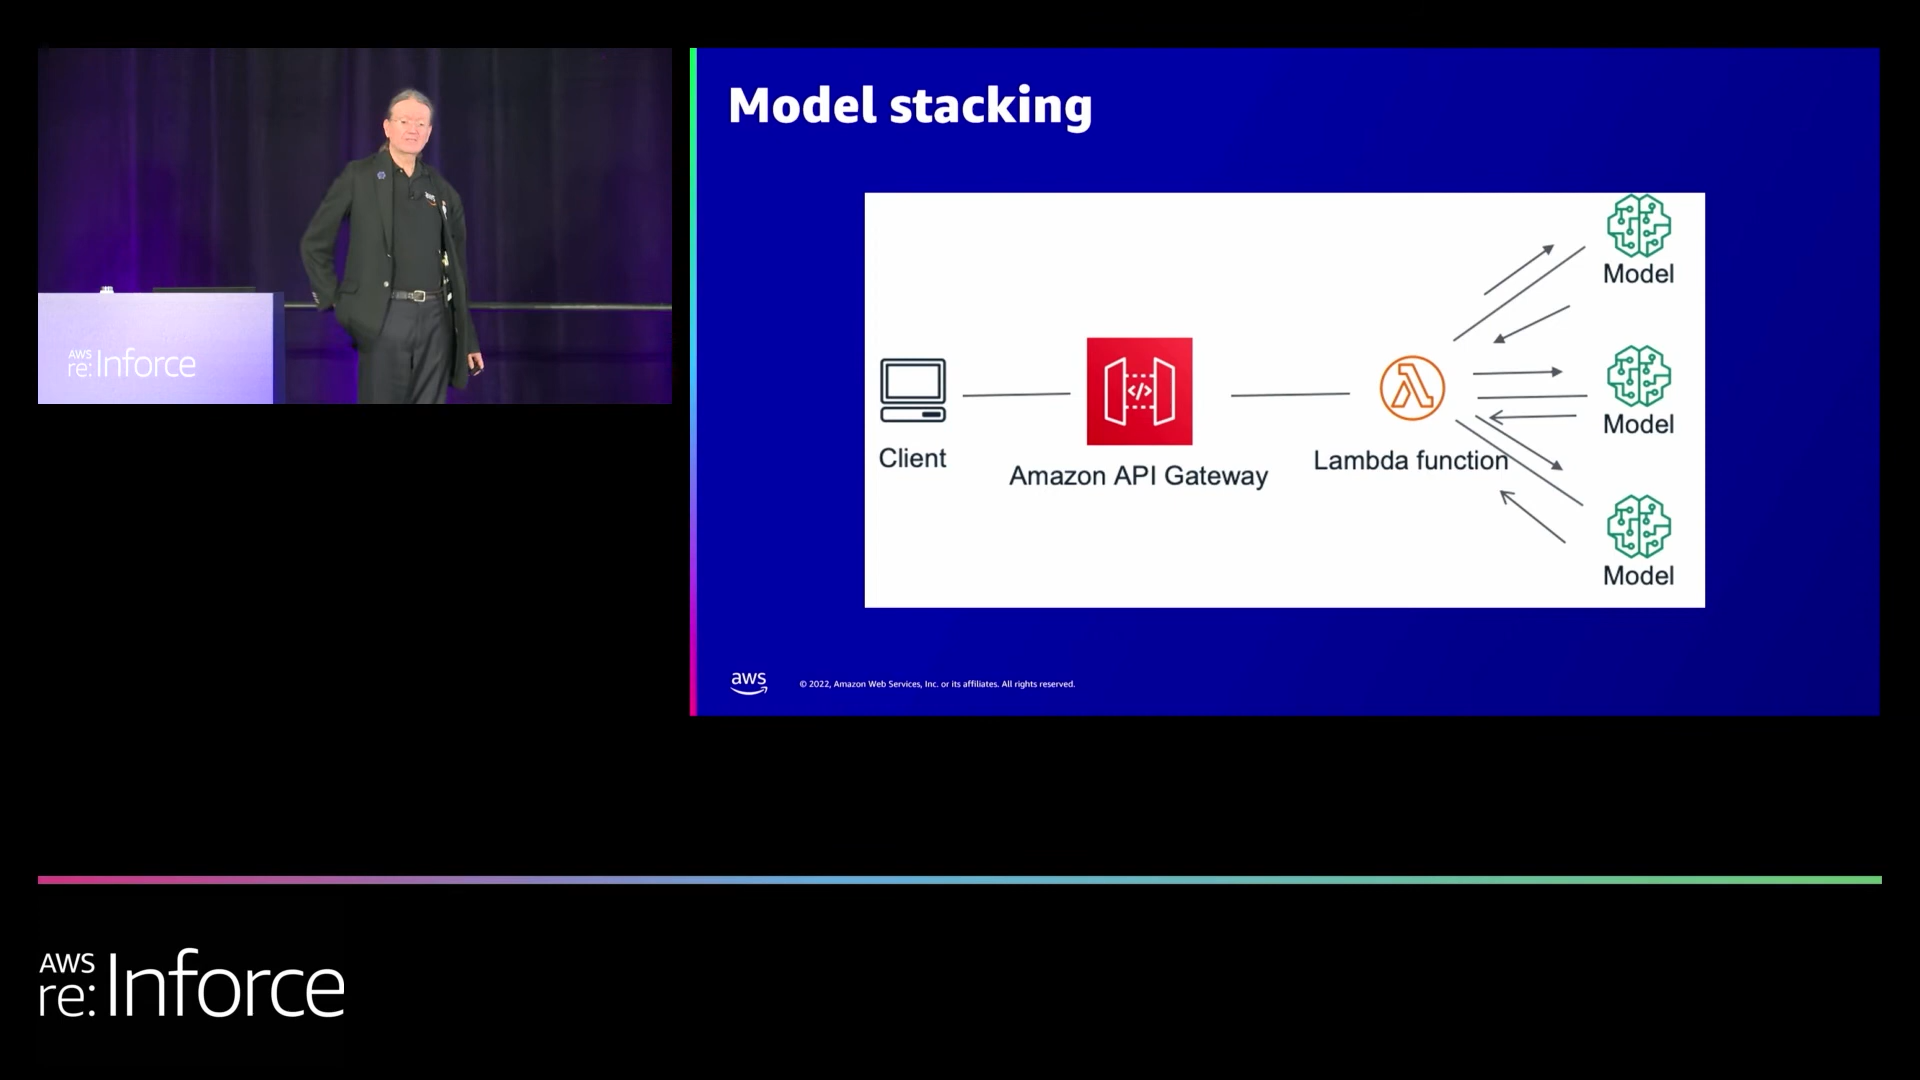 AWS
re:Inforce
Model stacking
Model
Model
Client
Lambda function
Amazon API Gateway
Model
aws
© 2022, Amazon Web Services, Inc. or its affiliates. All rights reserved.
AWS
re:Inforce